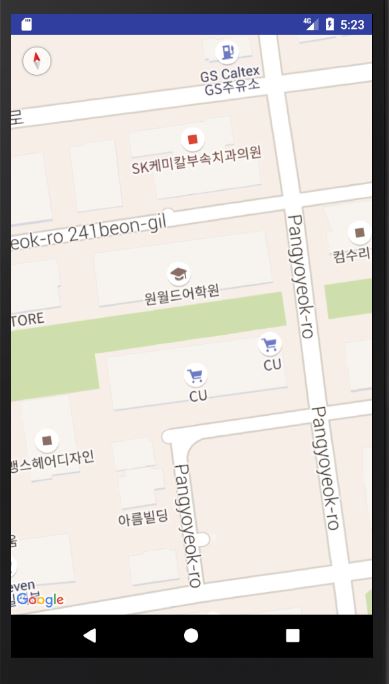 4G 5:23
GS Caltex
GS주유소
로
SK케미칼부속치과의원
eok-ro 241beon-gil
Pangyoyeok-ro
컴수리
원월드어학원
TORE
CU
CU
Pangyoyeok-ro
뱅스헤어디자인
Pangyoyeok-ro
아름빌딩
움
even
Google